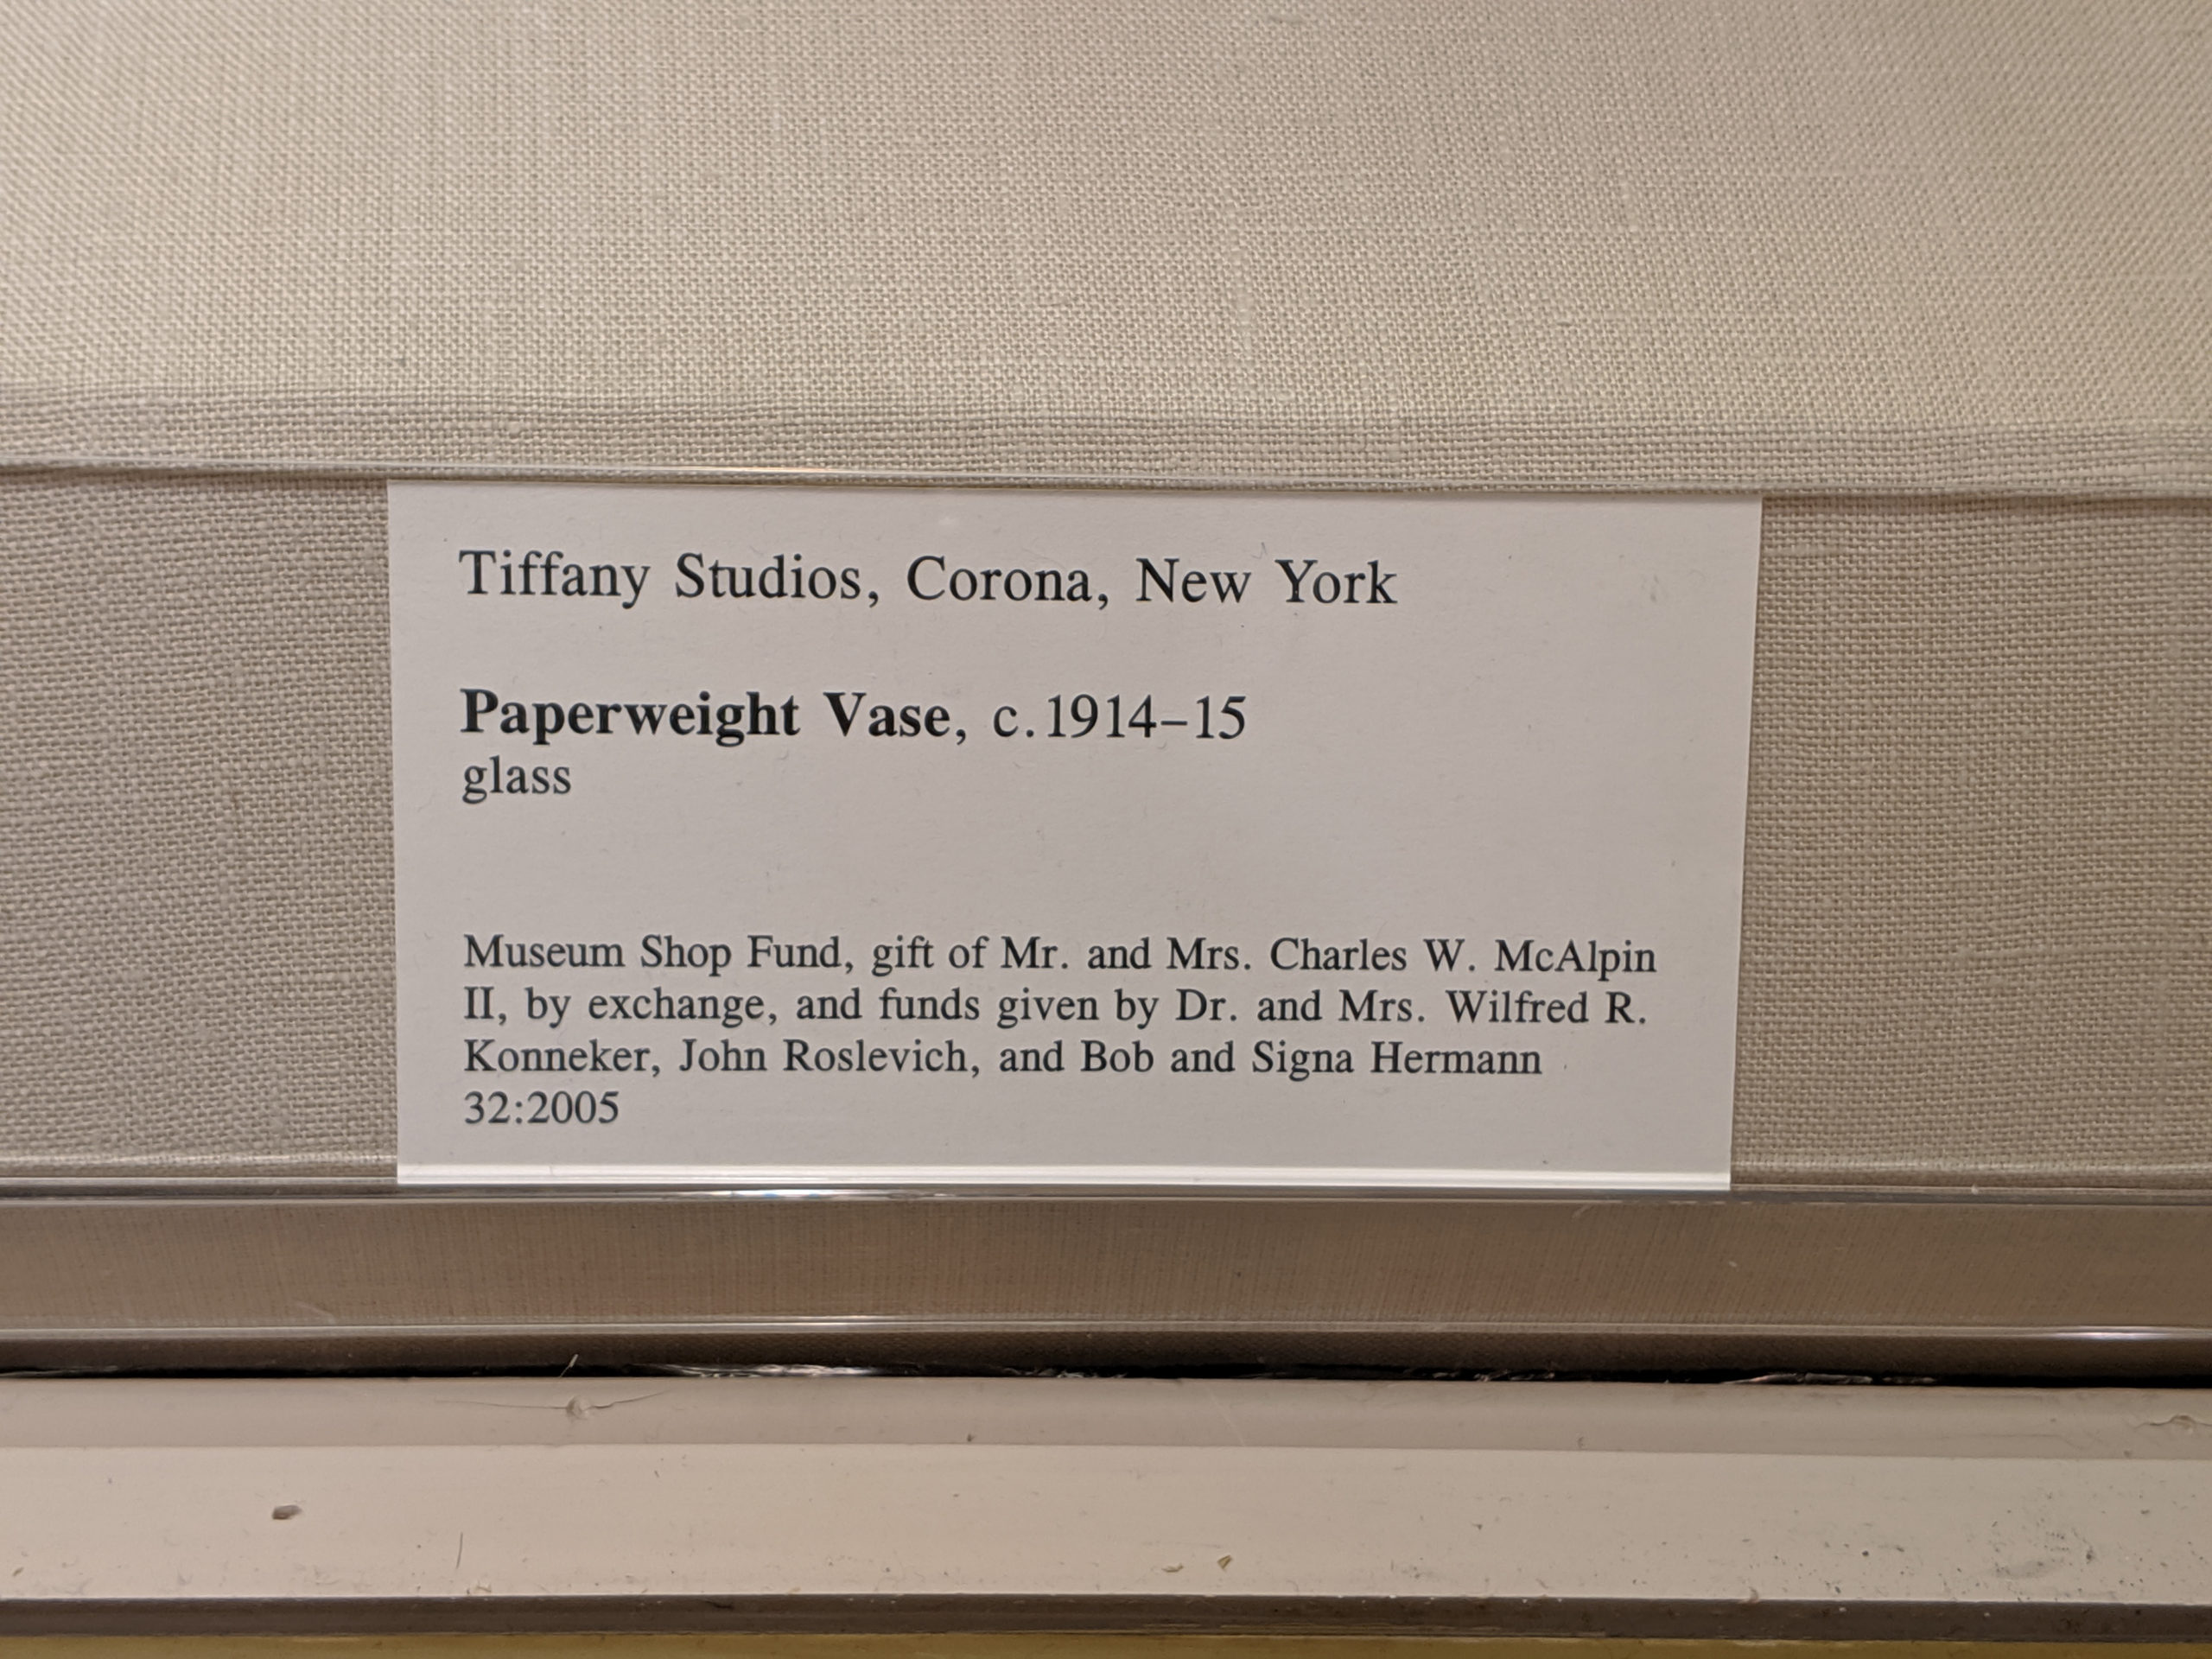 Tiffany Studios, Corona, New York
Paperweight Vase, c.1914–15
glass
Museum Shop Fund, gift of Mr. and Mrs. Charles W. McAlpin
II, by exchange, and funds given by Dr. and Mrs. Wilfred R.
Konneker, John Roslevich, and Bob and Signa Hermann
32:2005